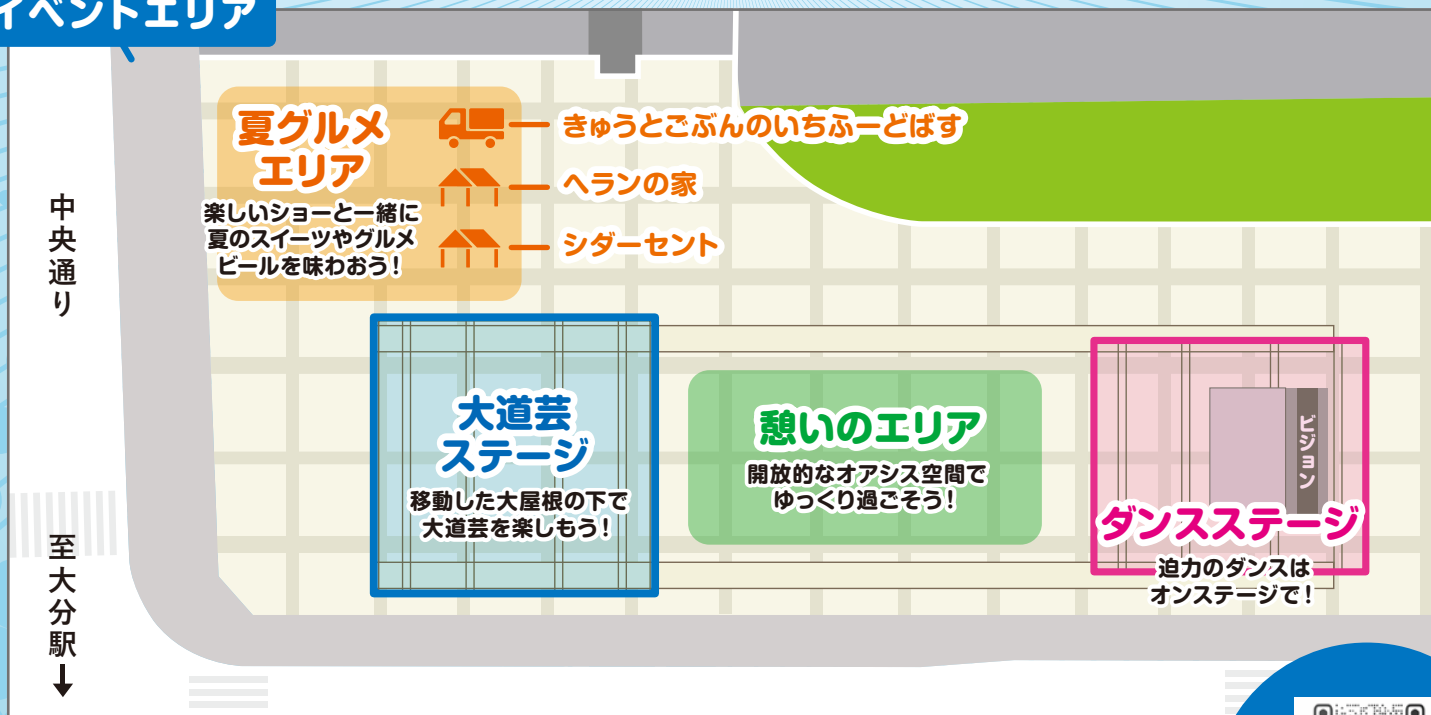 イベントエリア
夏グルメ
エリア
楽しいショーと一緒に
夏のスイーツやグルメ
ビールを味わおう！
きゅうとごぶんのいちふーどばす
ヘランの家
シダーセント
中央通り
至大分駅↓
大道芸
ステージ
移動した大屋根の下で
大道芸を楽しもう！
憩いのエリア
開放的なオアシス空間で
ゆっくり過ごそう！
ビジョン
ダンスステージ
迫力のダンスは
オンステージで！